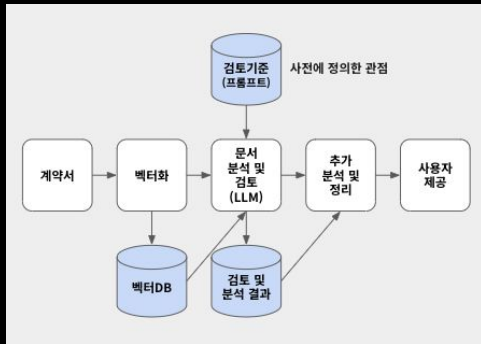 검토기준
(프롬프트)
사전에 정의한 관점
계약서
벡터화
문서
분석 및
검토
(LLM)
추가
분석 및
정리
사용자
제공
벡터DB
검토 및
분석 결과